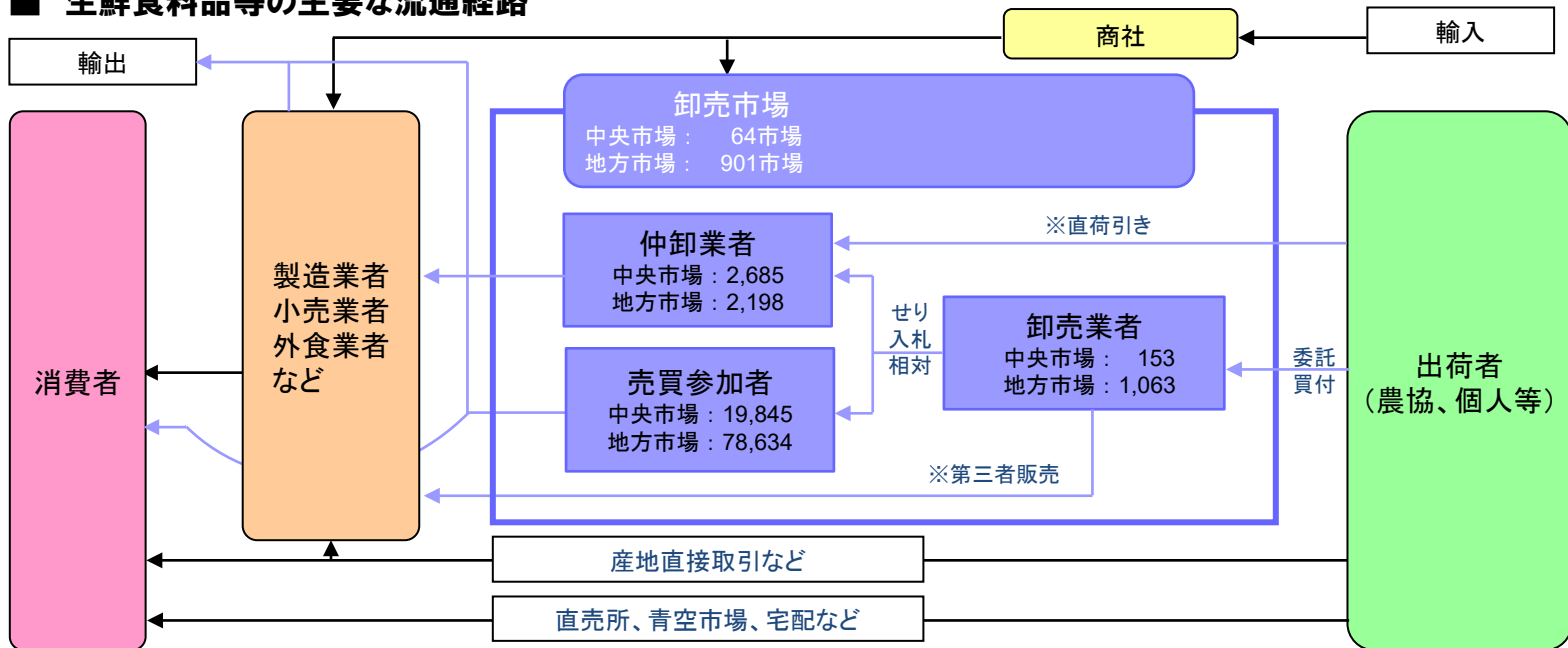 ■ 生鮮食料品等の主要な流通経路
商社
輸入
輸出
卸売市場
中央市場： 64市場
地方市場： 901市場
※直荷引き
仲卸業者
中央市場：2,685
地方市場：2,198
製造業者
小売業者
外食業者
など
せり
入札
相対
卸売業者
中央市場： 153
地方市場：1,063
委託
買付
出荷者
（農協、個人等）
消費者
売買参加者
中央市場：19,845
地方市場：78,634
※第三者販売
産地直接取引など
直売所、青空市場、宅配など